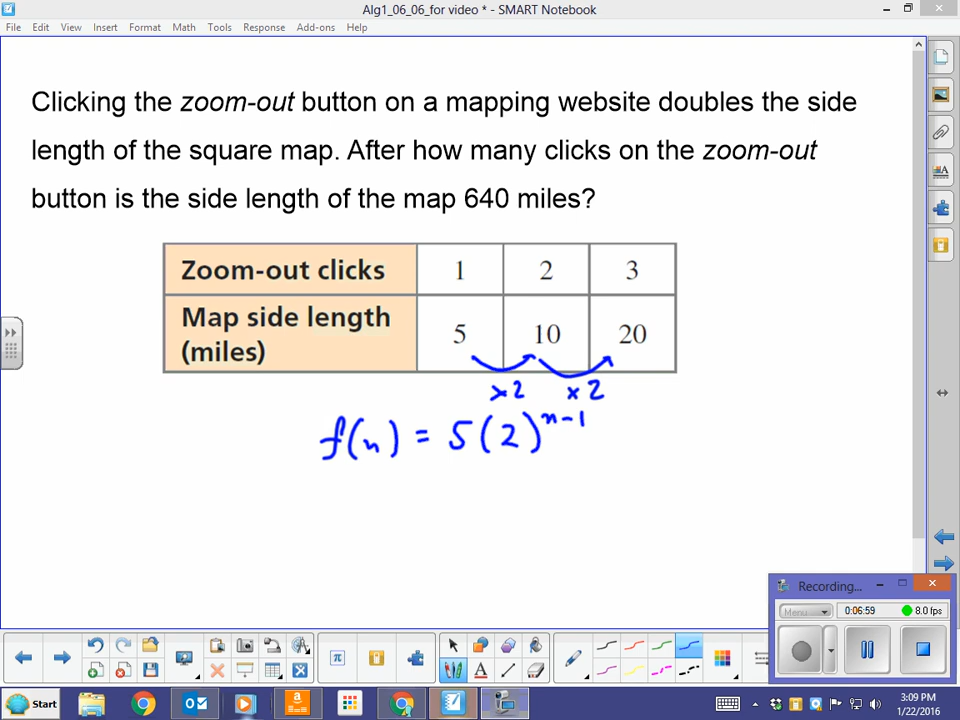 Alg1_06_06_for video * - SMART Notebook
File Edit View Insert Format Math Tools Response Add-ons Help
Clicking the zoom-out button on a mapping website doubles the side
length of the square map. After how many clicks on the zoom-out
button is the side length of the map 640 miles?
Zoom-out clicks 1 2 3
Map side length
(miles) 5 10 20
×2 ×2
f(n) = 5(2)^{n-1}
Recording...
Menu 0:06:59 8.0 fps
π
A
Start
3:09 PM
1/22/2016